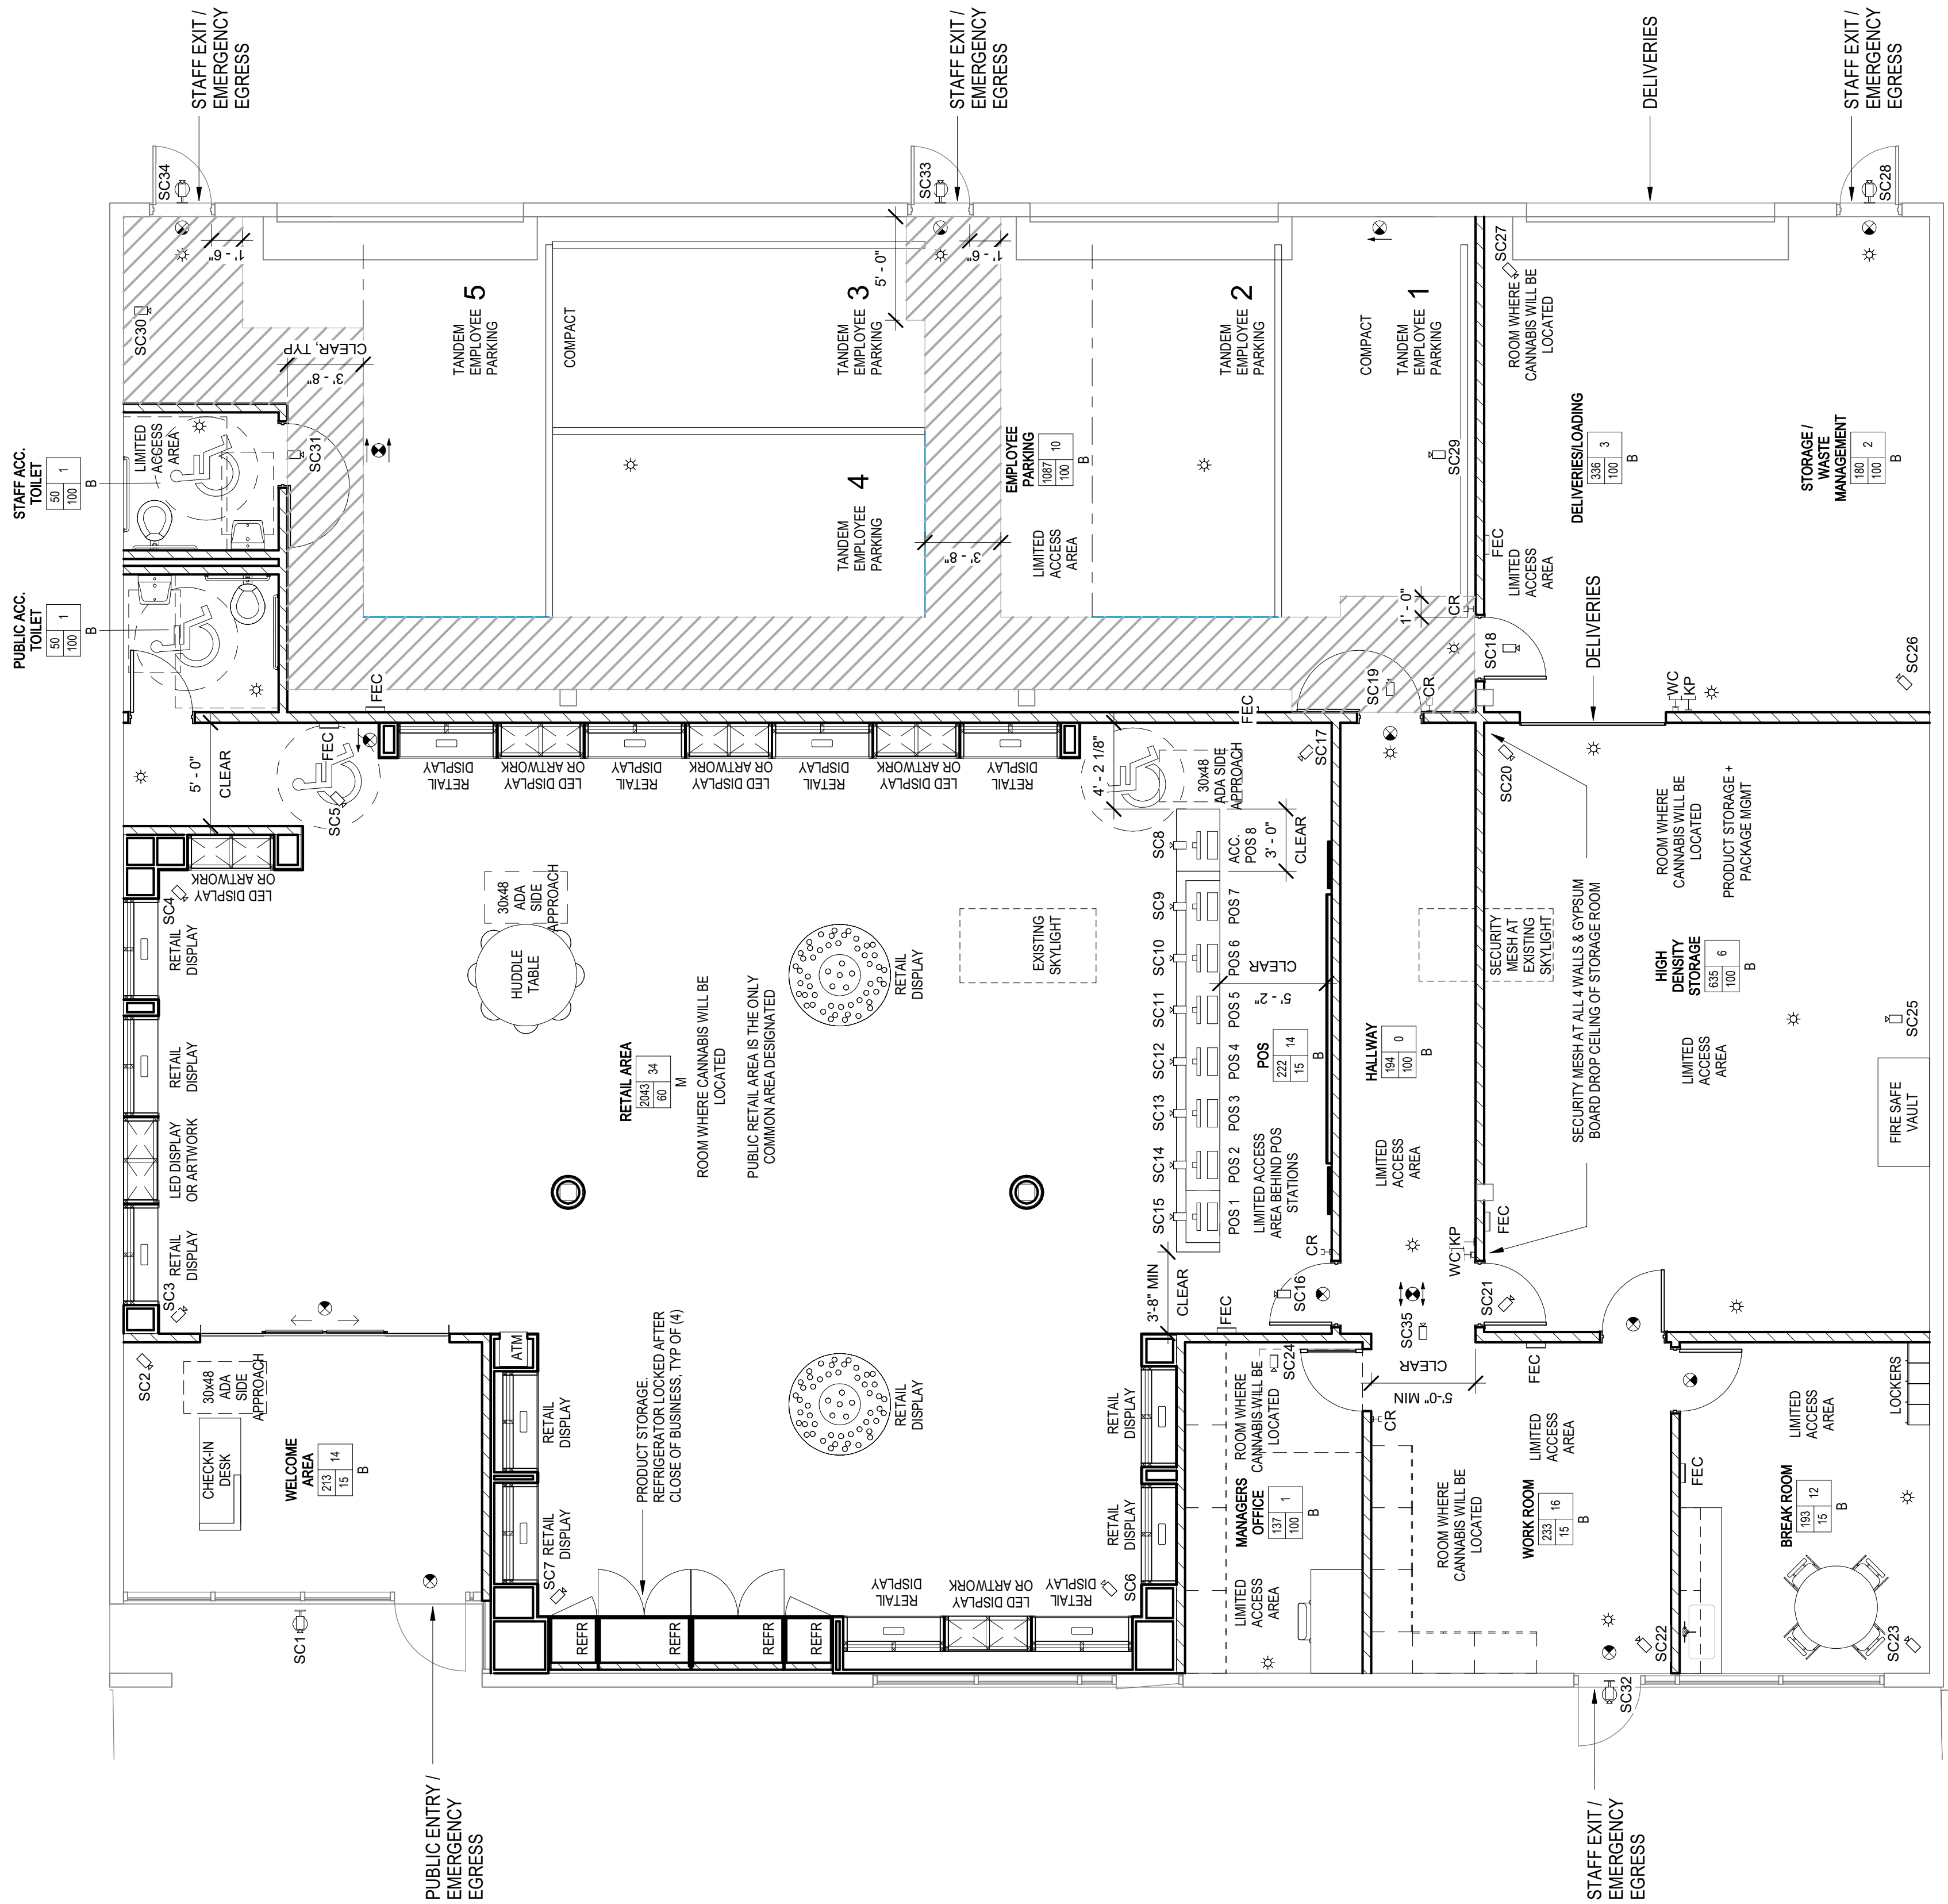 STAFF EXIT /
EMERGENCY
EGRESS
SC34
STAFF EXIT /
EMERGENCY
EGRESS
SC33
DELIVERIES
STAFF EXIT /
EMERGENCY
EGRESS
SC28
STAFF ACC.
TOILET
50 1
100
B
PUBLIC ACC.
TOILET
50 1
100
B
SC30
1' - 6"
3' - 8"
CLEAR, TYP
LIMITED
ACCESS
AREA
SC31
TANDEM
EMPLOYEE 5
PARKING
COMPACT
TANDEM
EMPLOYEE 3
PARKING
5' - 0"
1' - 6"
TANDEM
EMPLOYEE 4
PARKING
3' - 8"
EMPLOYEE
PARKING
1087 10
100
B
LIMITED
ACCESS
AREA
TANDEM
EMPLOYEE 2
PARKING
COMPACT
TANDEM
EMPLOYEE 1
PARKING
SC29
1' - 0"
CR
SC19
CR
SC27
ROOM WHERE
CANNABIS WILL BE
LOCATED
DELIVERIES/LOADING
336 3
100
B
STORAGE /
WASTE
MANAGEMENT
180 2
100
B
FEC
LIMITED
ACCESS
AREA
SC18
DELIVERIES
WC
KP
SC26
FEC
FEC
5' - 0"
CLEAR
SC5
RETAIL
DISPLAY
LED DISPLAY
OR ARTWORK
RETAIL
DISPLAY
LED DISPLAY
OR ARTWORK
RETAIL
DISPLAY
LED DISPLAY
OR ARTWORK
RETAIL
DISPLAY
4' - 2 1/8"
FEC
30x48
ADA SIDE
APPROACH
SC17
LED DISPLAY
OR ARTWORK
SC4
RETAIL
DISPLAY
RETAIL
DISPLAY
LED DISPLAY
OR ARTWORK
RETAIL
DISPLAY
SC3
30x48
ADA
SIDE
APPROACH
HUDDLE
TABLE
RETAIL AREA
2043 34
60
M
ROOM WHERE CANNABIS WILL BE
LOCATED
PUBLIC RETAIL AREA IS THE ONLY
COMMON AREA DESIGNATED
RETAIL
DISPLAY
EXISTING
SKYLIGHT
SC8
ACC.
POS 8
3' - 0"
CLEAR
SC9
POS 7
SC10
POS 6
SC11
POS 5
SC12
POS 4
SC13
POS 3
SC14
POS 2
SC15
POS 1
CLEAR
5' - 2"
POS
222 14
15
B
LIMITED ACCESS
AREA BEHIND POS
STATIONS
CR
3'-8" MIN
CLEAR
SC16
FEC
HALLWAY
194 0
100
B
LIMITED
ACCESS
AREA
SC35
WC
KP
SC21
FEC
SC20
SECURITY
MESH AT
EXISTING
SKYLIGHT
SECURITY MESH AT ALL 4 WALLS & GYPSUM
BOARD DROP CEILING OF STORAGE ROOM
ROOM WHERE
CANNABIS WILL BE
LOCATED
PRODUCT STORAGE +
PACKAGE MGMT
HIGH
DENSITY
STORAGE
635 6
100
B
LIMITED
ACCESS
AREA
SC25
FIRE SAFE
VAULT
SC2
30x48
ADA
SIDE
APPROACH
CHECK-IN
DESK
WELCOME
AREA
213 14
15
B
SC1
ATM
RETAIL
DISPLAY
RETAIL
DISPLAY
SC7
PRODUCT STORAGE.
REFRIGERATOR LOCKED AFTER
CLOSE OF BUSINESS, TYP OF (4)
RETAIL
DISPLAY
REFR
REFR
REFR
REFR
RETAIL
DISPLAY
LED DISPLAY
OR ARTWORK
RETAIL
DISPLAY
SC6
RETAIL
DISPLAY
RETAIL
DISPLAY
SC24
ROOM WHERE
CANNABIS WILL BE
LOCATED
MANAGERS
OFFICE
137 1
100
B
LIMITED
ACCESS
AREA
CLEAR
5'-0" MIN
CR
FEC
LIMITED
ACCESS
AREA
ROOM WHERE
CANNABIS WILL BE
LOCATED
WORK ROOM
233 16
15
B
SC22
FEC
LIMITED
ACCESS
AREA
LOCKERS
BREAK ROOM
193 12
15
B
SC23
SC32
PUBLIC ENTRY /
EMERGENCY
EGRESS
STAFF EXIT /
EMERGENCY
EGRESS